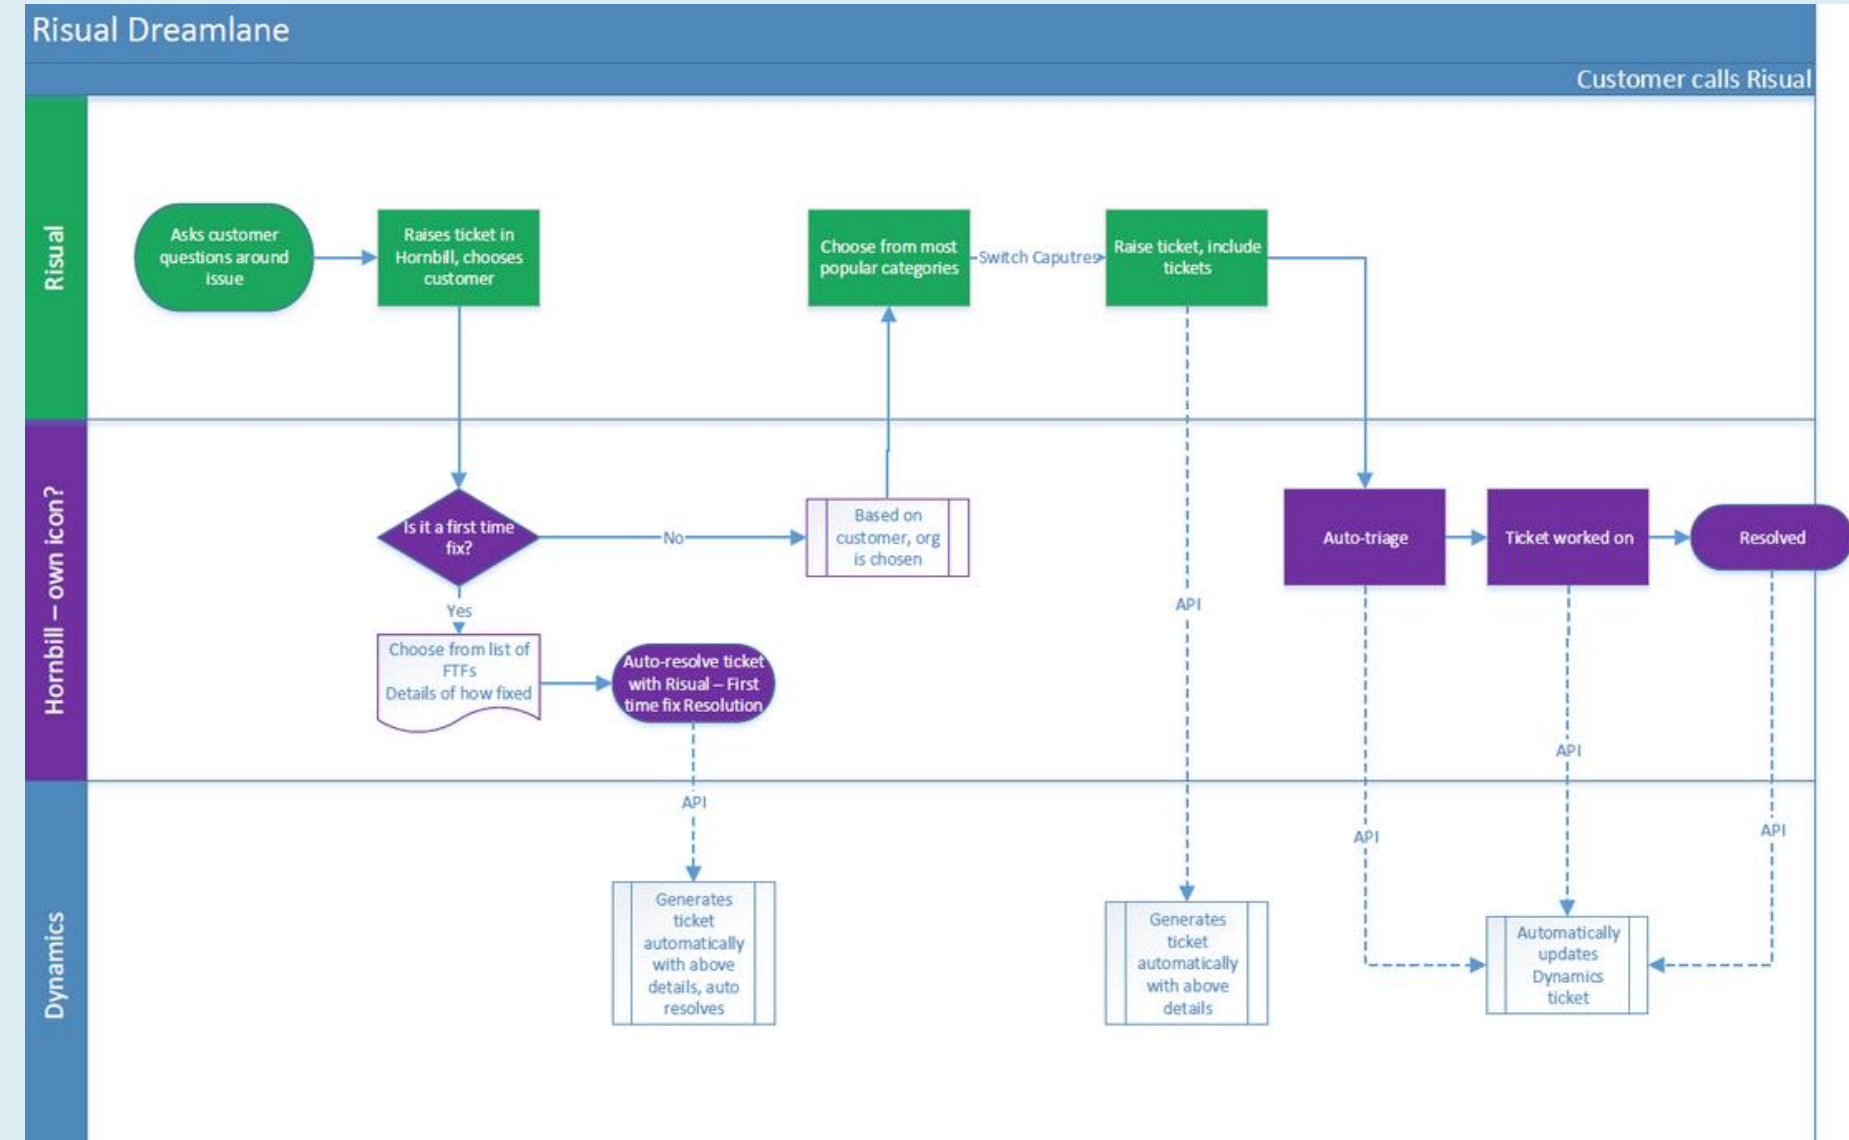 Risual Dreamlane
Customer calls Risual
Risual
Asks customer
questions around
issue
Raises ticket in
Hornbill, chooses
customer
Choose from most
popular categories
Switch Caputres
Raise ticket, include
tickets
Hornbill – own icon?
Is it a first time
fix?
No
Based on
customer, org
is chosen
Auto-triage
Ticket worked on
Resolved
Yes
Choose from list of
FTFs
Details of how fixed
Auto-resolve ticket
with Risual – First
time fix Resolution
API
API
API
API
API
Dynamics
Generates
ticket
automatically
with above
details, auto
resolves
Generates
ticket
automatically
with above
details
Automatically
updates
Dynamics
ticket